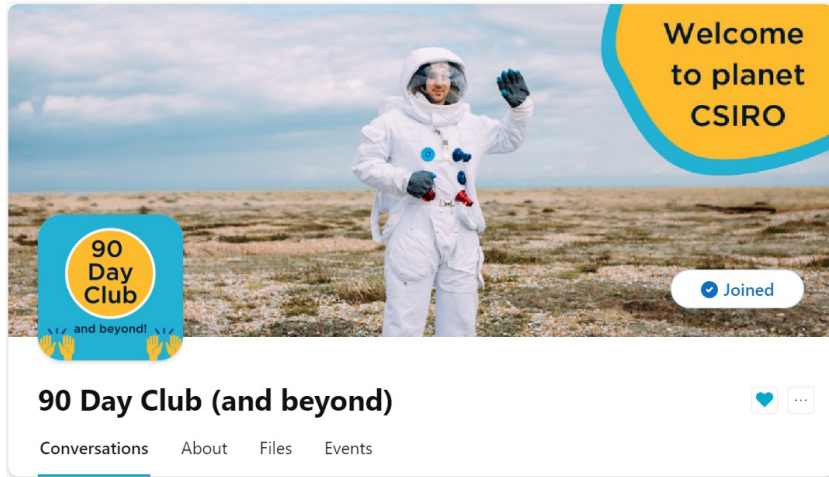 Welcome
to planet
CSIRO
90
Day
Club
and beyond!
Joined
90 Day Club (and beyond)
Conversations About Files Events